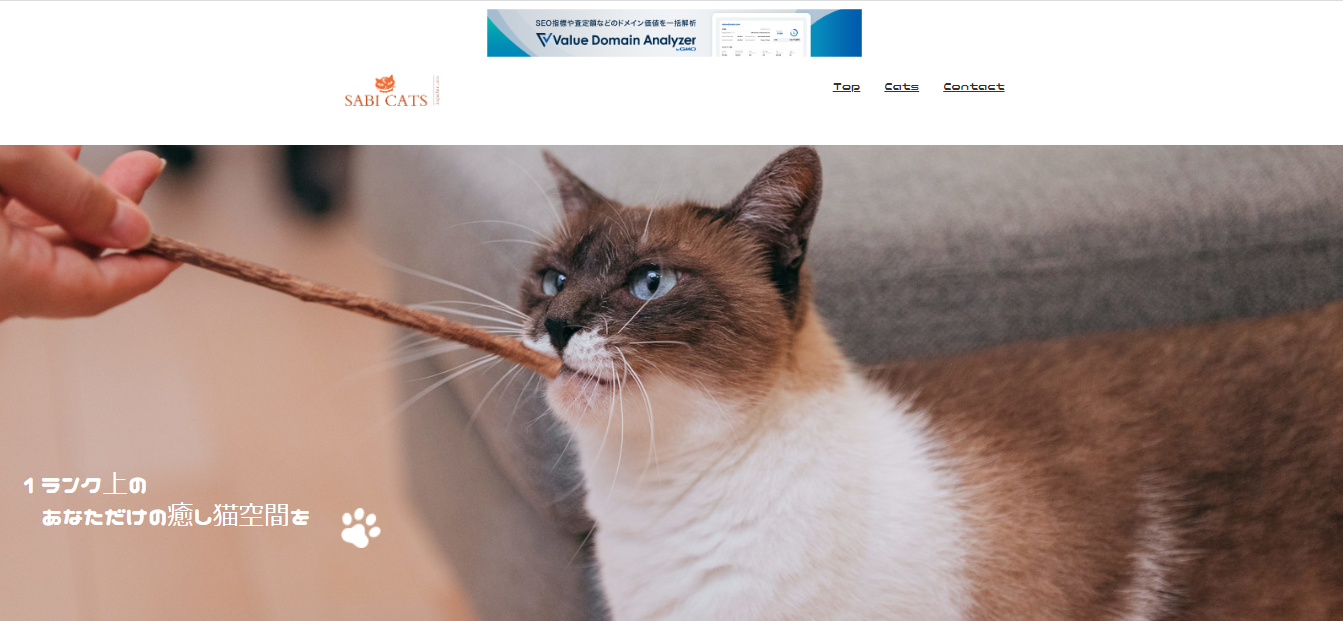 SEO指標や査定額などのドメイン価値を一括解析
Value Domain Analyzer
by GMO
SABI CATS
Top Cats Contact
1ランク上の
あなただけの癒し猫空間を